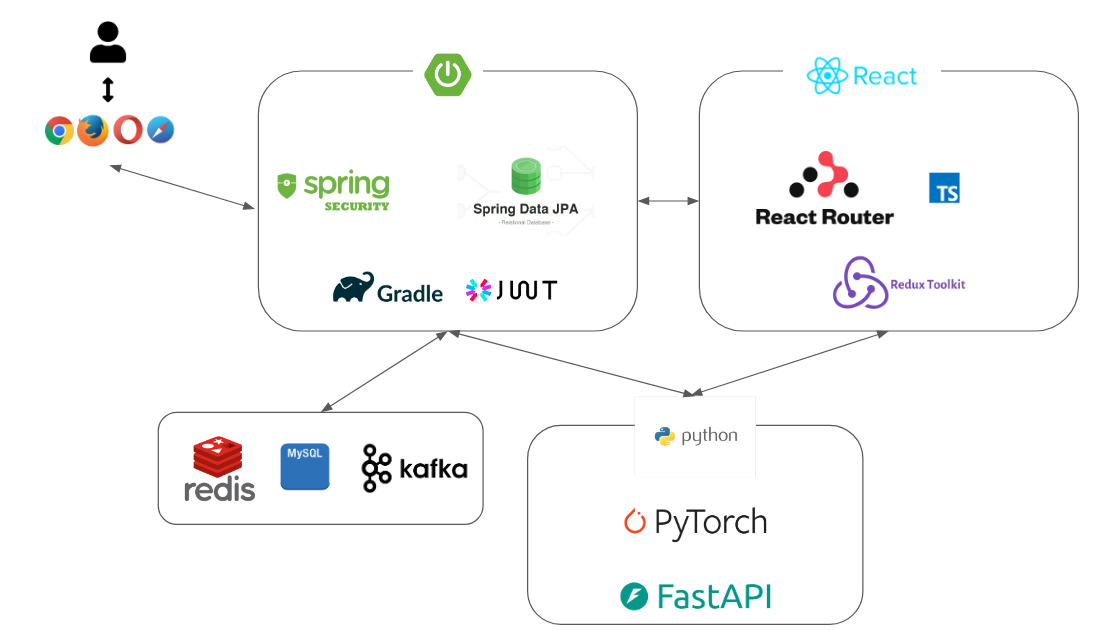 React
spring
SECURITY
Spring Data JPA
- Relational Database -
React Router
TS
Gradle
JWT
Redux Toolkit
redis
MySQL
kafka
python
PyTorch
FastAPI